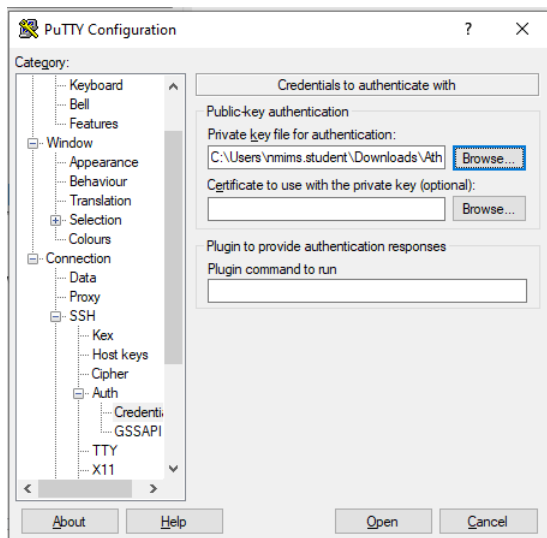 PuTTY Configuration
? ×
Category:
Keyboard
Bell
Features
Window
Appearance
Behaviour
Translation
Selection
Colours
Connection
Data
Proxy
SSH
Kex
Host keys
Cipher
Auth
Credenti
GSSAPI
TTY
X11
Credentials to authenticate with
Public-key authentication
Private key file for authentication:
C:\Users\nmims.student\Downloads\Ath
Browse...
Certificate to use with the private key (optional):
Browse...
Plugin to provide authentication responses
Plugin command to run
About
Help
Open
Cancel